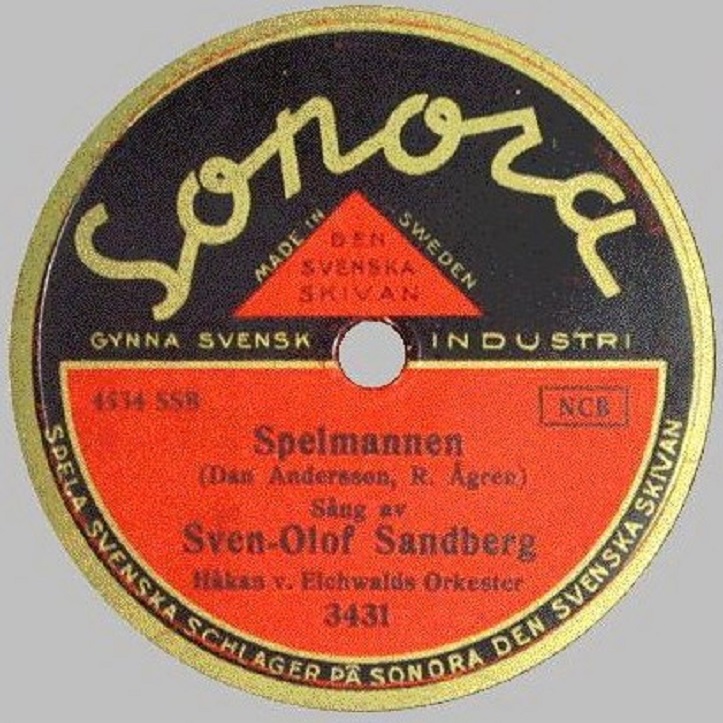 Sonora
MADE IN SWEDEN
DEN
SVENSKA
SKIVAN
GYNNA SVENSK INDUSTRI
4534 SSB
NCB
Spelmannen
(Dan Andersson, R. Ågren)
Sång av
Sven-Olof Sandberg
Håkan v. Eichwalds Orkester
3431
SPELA SVENSKA SCHLAGER PÅ SONORA DEN SVENSKA SKIVAN